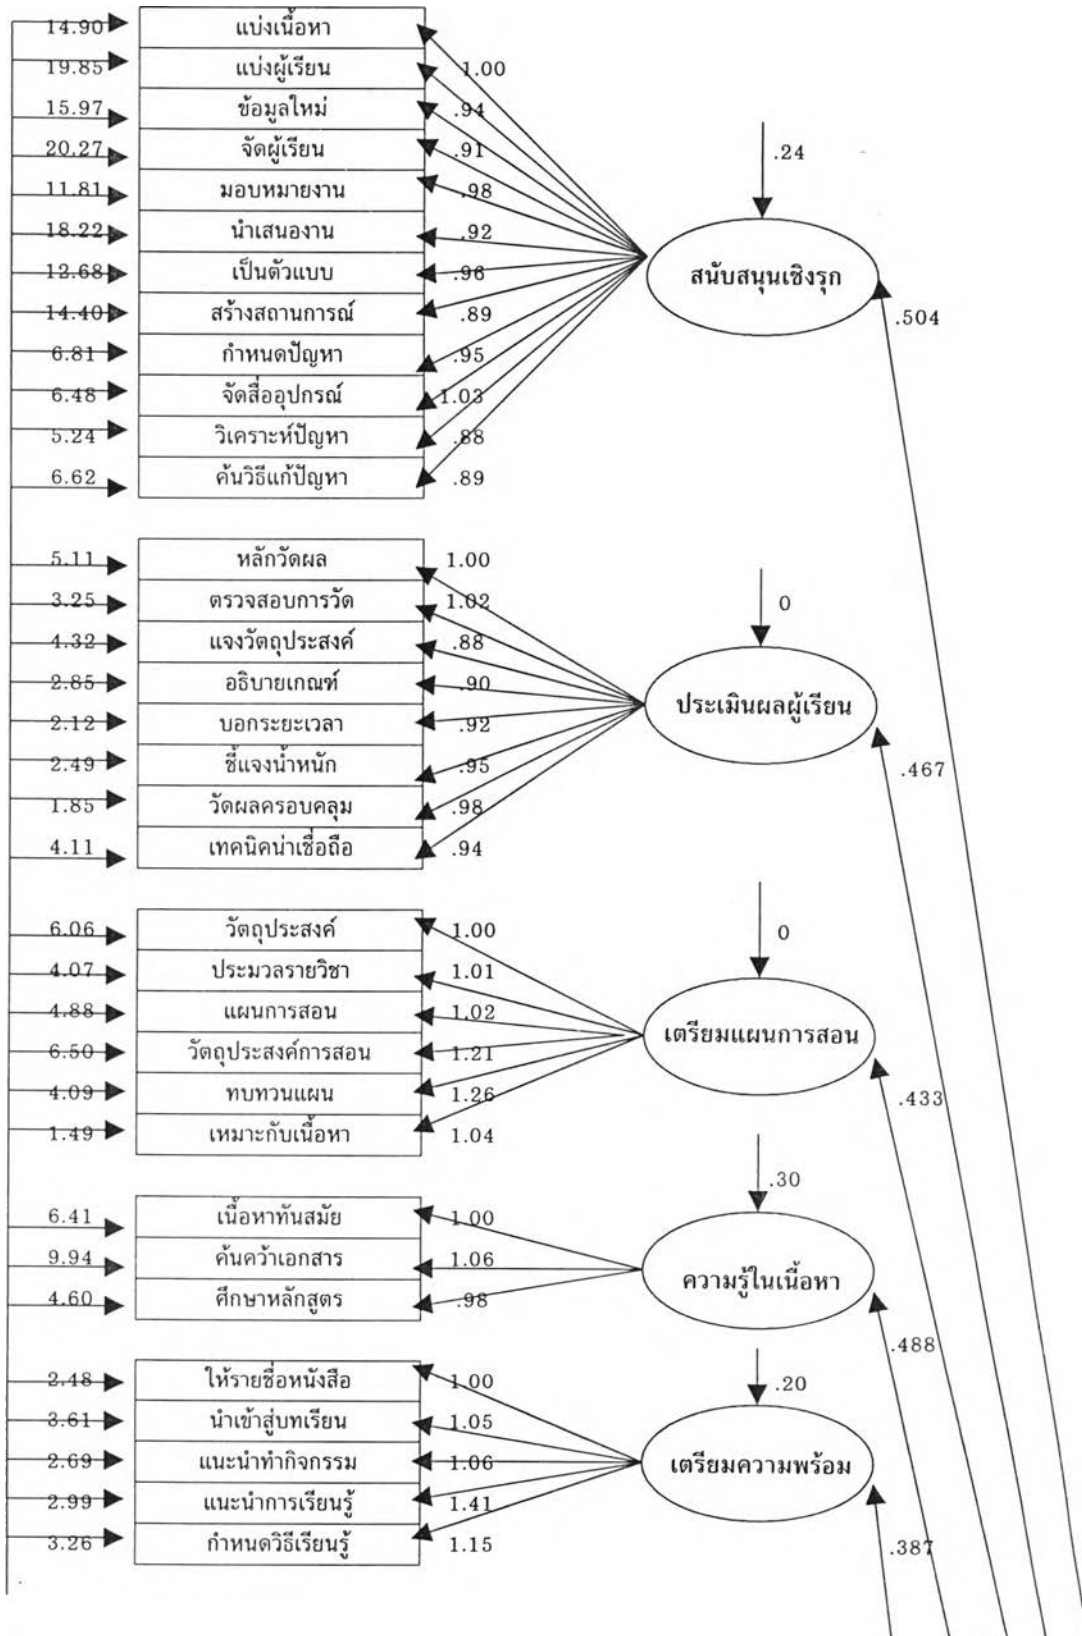 14.90 แบ่งเนื้อหา
19.85 แบ่งผู้เรียน 1.00
15.97 ข้อมูลใหม่ .94
20.27 จัดผู้เรียน .91 .24
11.81 มอบหมายงาน .98
18.22 นำเสนองาน .92
12.68 เป็นตัวแบบ .96 สนับสนุนเชิงรุก
14.40 สร้างสถานการณ์ .89 .504
6.81 กำหนดปัญหา .95
6.48 จัดสื่ออุปกรณ์ 1.03
5.24 วิเคราะห์ปัญหา .88
6.62 ค้นวิธีแก้ปัญหา .89
5.11 หลักวัดผล 1.00
3.25 ตรวจสอบการวัด 1.02 0
4.32 แจงวัตถุประสงค์ .88
2.85 อธิบายเกณฑ์ .90
2.12 บอกระยะเวลา .92 ประเมินผลผู้เรียน
2.49 ชี้แจงน้ำหนัก .95 .467
1.85 วัดผลครอบคลุม .98
4.11 เทคนิคน่าเชื่อถือ .94
6.06 วัตถุประสงค์ 1.00 0
4.07 ประมวลรายวิชา 1.01
4.88 แผนการสอน 1.02
6.50 วัตถุประสงค์การสอน 1.21 เตรียมแผนการสอน
4.09 ทบทวนแผน 1.26 .433
1.49 เหมาะกับเนื้อหา 1.04
.30
6.41 เนื้อหาทันสมัย 1.00
9.94 ค้นคว้าเอกสาร 1.06 ความรู้ในเนื้อหา
4.60 ศึกษาหลักสูตร .98
.488
2.48 ให้รายชื่อหนังสือ 1.00 .20
3.61 นำเข้าสู่บทเรียน 1.05
2.69 แนะนำทำกิจกรรม 1.06 เตรียมความพร้อม
2.99 แนะนำการเรียนรู้ 1.41
3.26 กำหนดวิธีเรียนรู้ 1.15 .387